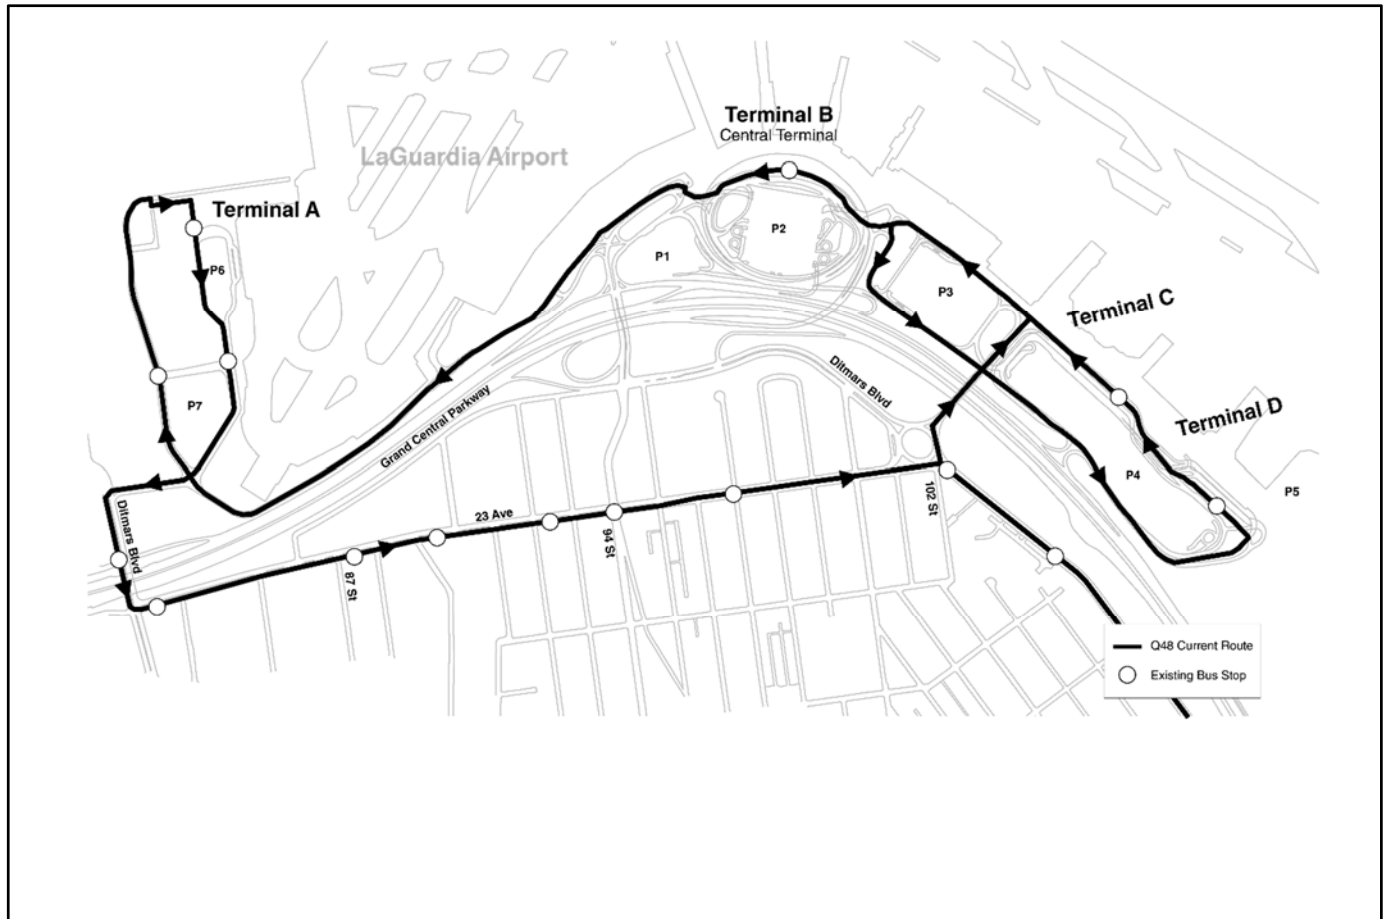 Terminal B
Central Terminal
LaGuardia Airport
Terminal A
P2
P1
P6
P3
Terminal C
Ditmars Blvd
P7
Grand Central Parkway
Terminal D
P4
P5
102 St
23 Ave
94 St
Ditmars Blvd
87 St
Q48 Current Route
Existing Bus Stop